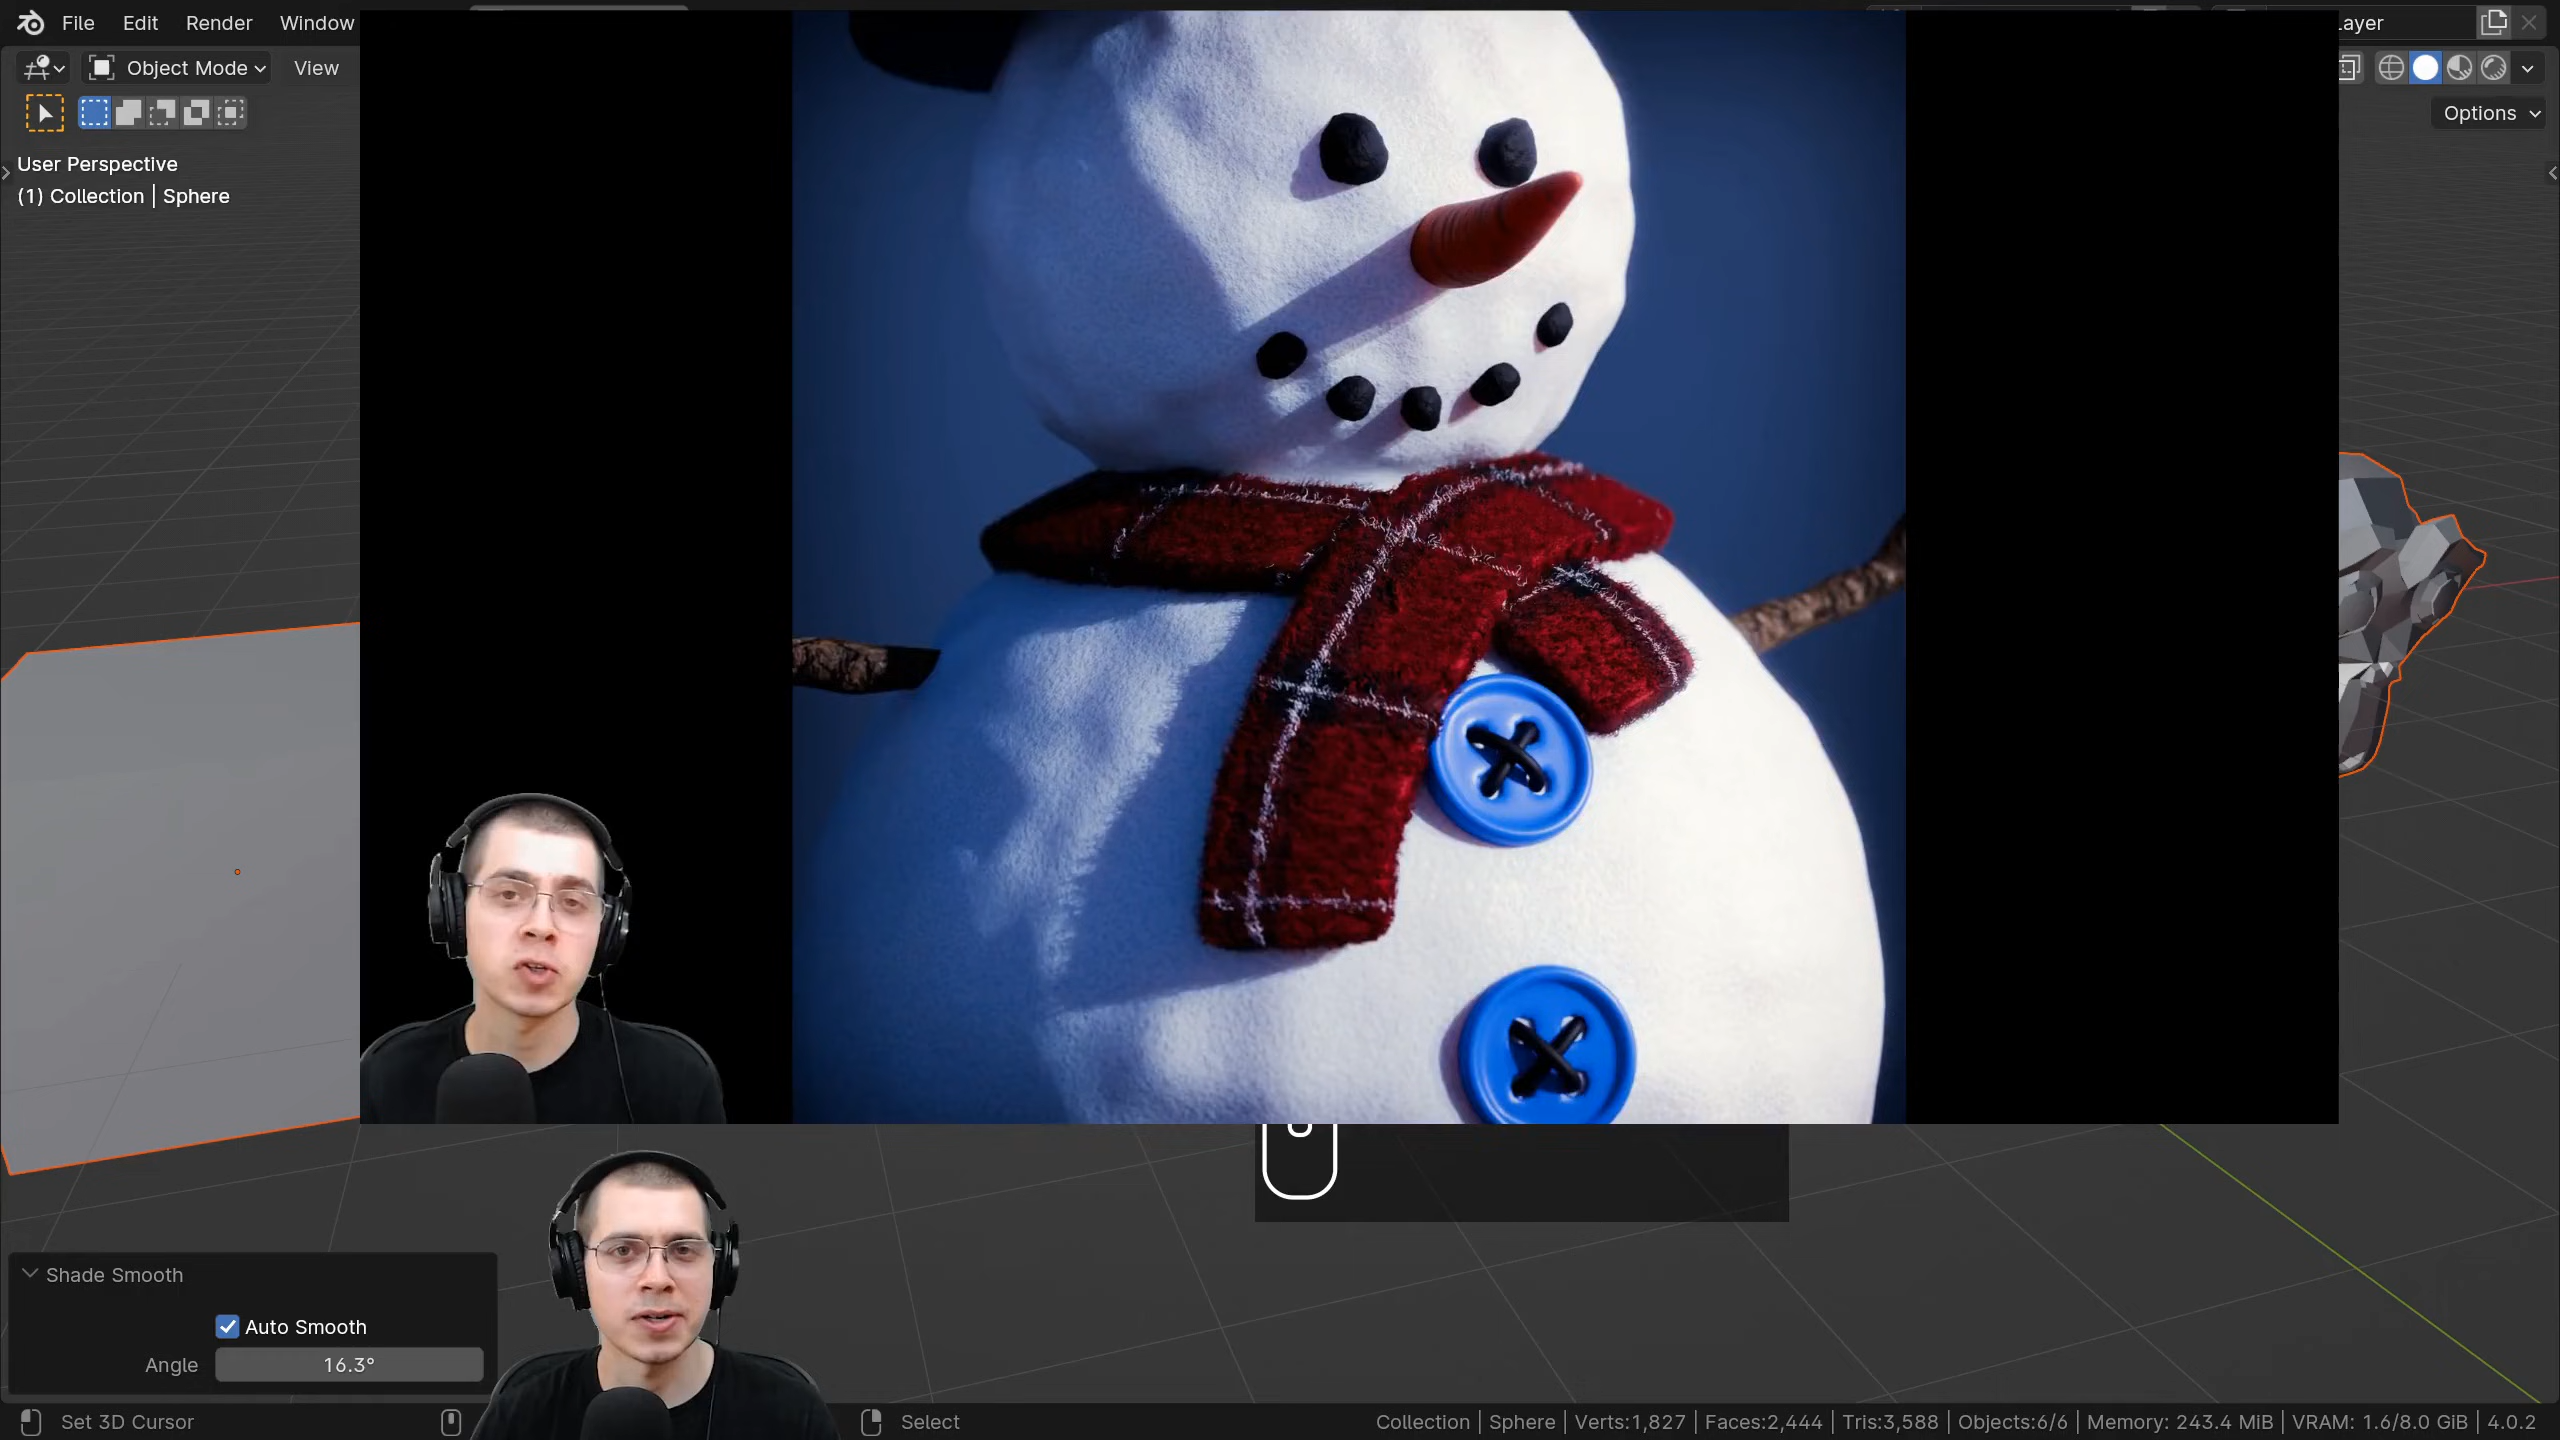 File Edit Render Window
Layer
Object Mode View
Options
User Perspective
(1) Collection | Sphere
Shade Smooth
Auto Smooth
Angle 16.3°
Set 3D Cursor Select Collection | Sphere | Verts:1,827 | Faces:2,444 | Tris:3,588 | Objects:6/6 | Memory: 243.4 MiB | VRAM: 1.6/8.0 GiB | 4.0.2